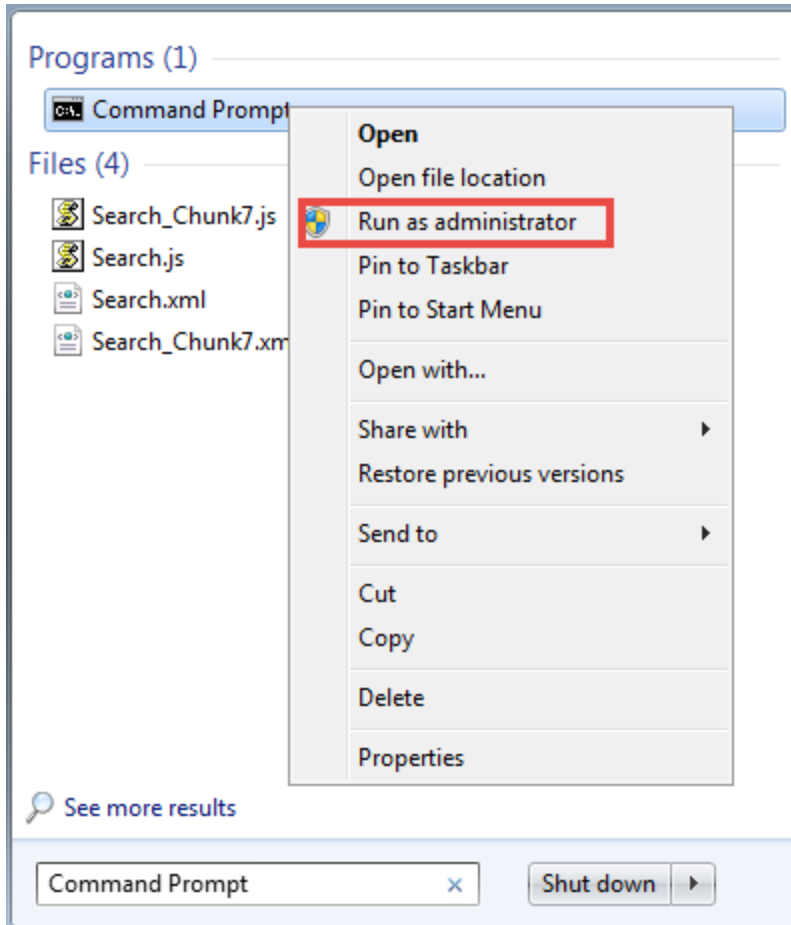 Programs (1)
C:\.
Command Prompt
Files (4)
Search_Chunk7.js
Search.js
Search.xml
Search_Chunk7.xm
Open
Open file location
Run as administrator
Pin to Taskbar
Pin to Start Menu
Open with...
Share with
Restore previous versions
Send to
Cut
Copy
Delete
Properties
See more results
Command Prompt
Shut down